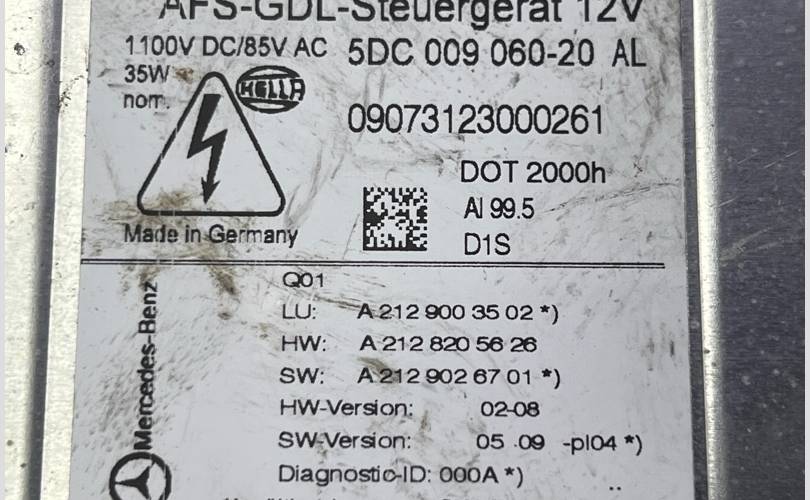 AFS-GDL-Steuergerät 12V
1100V DC/85V AC 5DC 009 060-20 AL
35W
nom.
HELLA
09073123000261
DOT 2000h
Al 99.5
D1S
Made in Germany
Mercedes-Benz
Q01
LU: A 212 900 35 02 *)
HW: A 212 820 56 26
SW: A 212 902 67 01 *)
HW-Version: 02-08
SW-Version: 05 .09 -pl04 *)
Diagnostic-ID: 000A *)